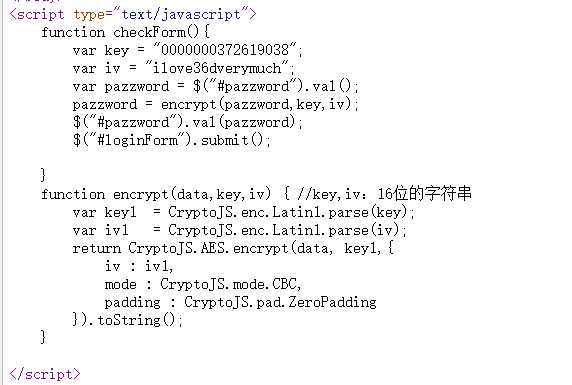 <script type="text/javascript">
function checkForm(){
var key = "0000000372619038";
var iv = "ilove36dverymuch";
var pazzword = $("#pazzword").val();
pazzword = encrypt(pazzword,key,iv);
$("#pazzword").val(pazzword);
$("#loginForm").submit();
}
function encrypt(data,key,iv) { //key,iv：16位的字符串
var key1  = CryptoJS.enc.Latin1.parse(key);
var iv1   = CryptoJS.enc.Latin1.parse(iv);
return CryptoJS.AES.encrypt(data, key1,{
iv : iv1,
mode : CryptoJS.mode.CBC,
padding : CryptoJS.pad.ZeroPadding
}).toString();
}
</script>